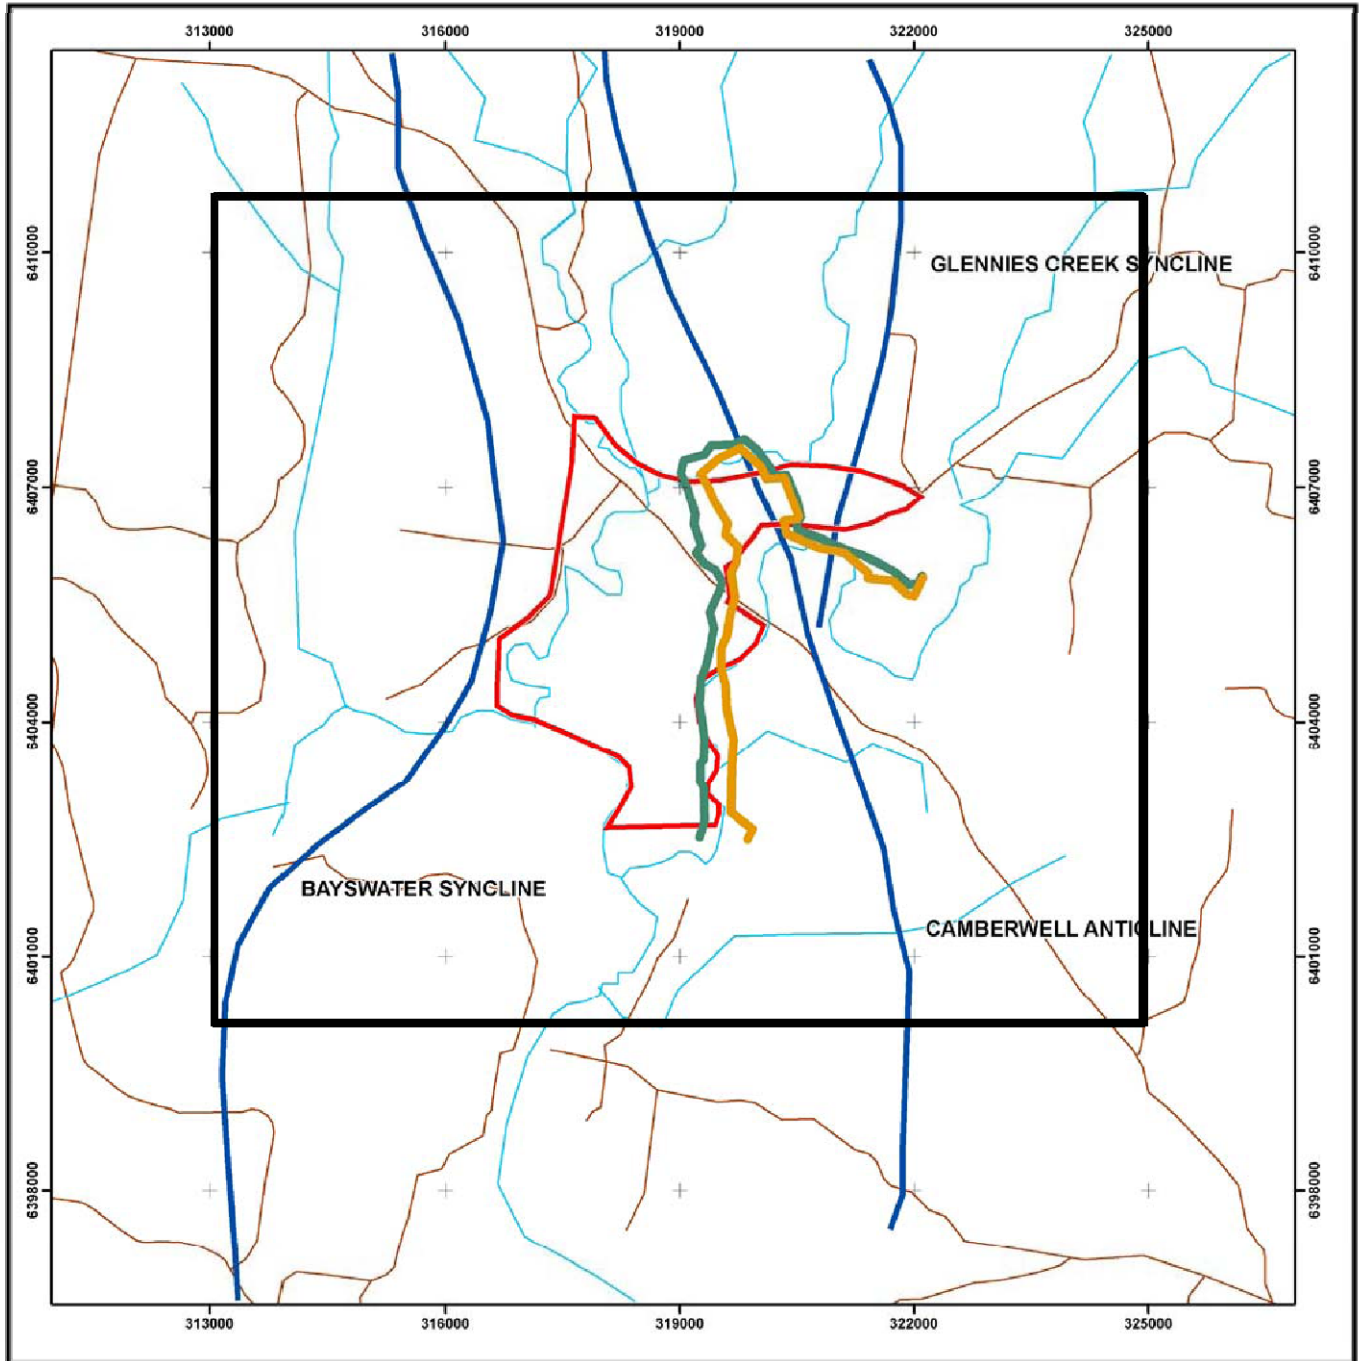 313000 316000 319000 322000 325000
6410000 6410000
GLENNIES CREEK SYNCLINE
6407000 6407000
6404000 6404000
BAYSWATER SYNCLINE
CAMBERWELL ANTICLINE
6401000 6401000
6398000 6398000
313000 316000 319000 322000 325000